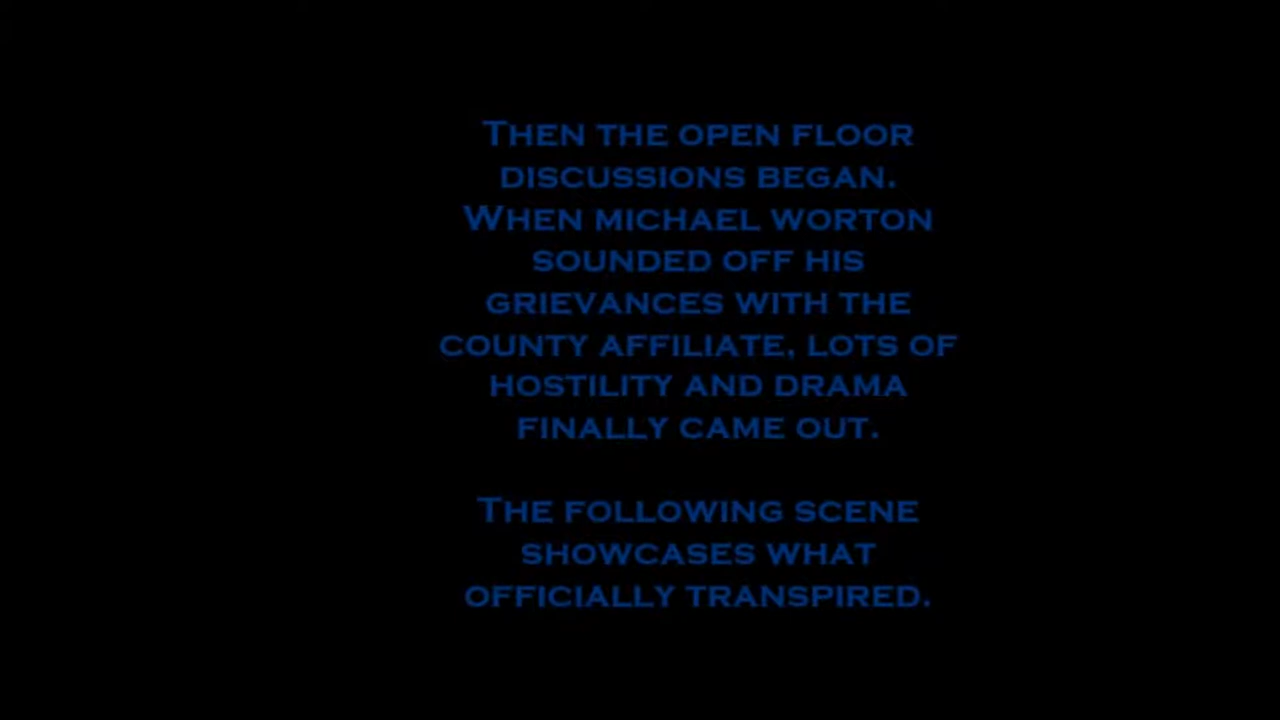 THEN THE OPEN FLOOR
DISCUSSIONS BEGAN.
WHEN MICHAEL WORTON
SOUNDED OFF HIS
GRIEVANCES WITH THE
COUNTY AFFILIATE, LOTS OF
HOSTILITY AND DRAMA
FINALLY CAME OUT.
THE FOLLOWING SCENE
SHOWCASES WHAT
OFFICIALLY TRANSPIRED.